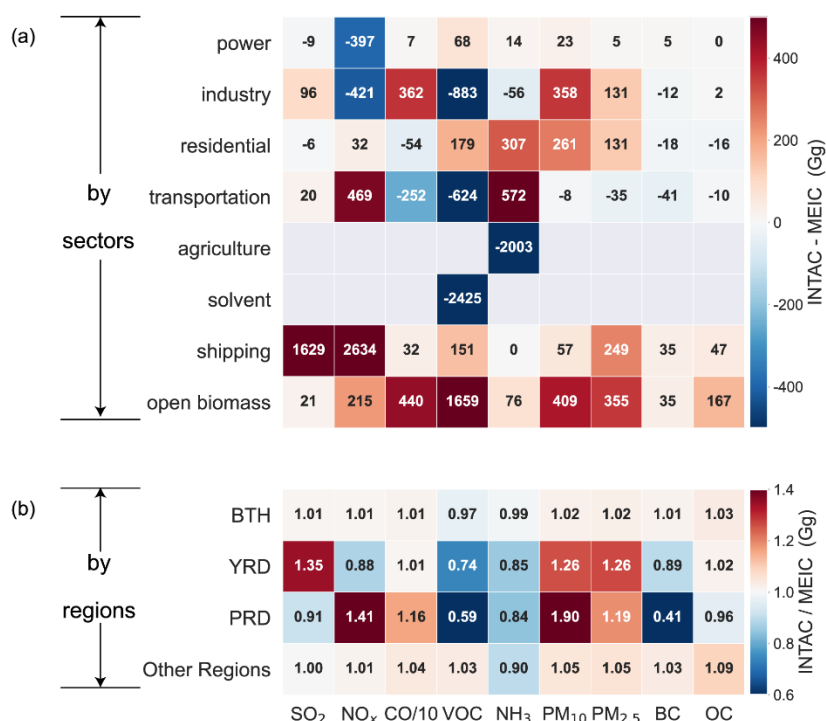 (a)
by
sectors
power -9 -397 7 68 14 23 5 5 0
industry 96 -421 362 -883 -56 358 131 -12 2
residential -6 32 -54 179 307 261 131 -18 -16
transportation 20 469 -252 -624 572 -8 -35 -41 -10
agriculture -2003
solvent -2425
shipping 1629 2634 32 151 0 57 249 35 47
open biomass 21 215 440 1659 76 409 355 35 167
400
200
0
-200
-400
INTAC - MEIC (Gg)
(b)
by
regions
BTH 1.01 1.01 1.01 0.97 0.99 1.02 1.02 1.01 1.03
YRD 1.35 0.88 1.01 0.74 0.85 1.26 1.26 0.89 1.02
PRD 0.91 1.41 1.16 0.59 0.84 1.90 1.19 0.41 0.96
Other Regions 1.00 1.01 1.04 1.03 0.90 1.05 1.05 1.03 1.09
SO₂ NOₓ CO/10 VOC NH₃ PM₁₀ PM₂.₅ BC OC
1.4
1.2
1.0
0.8
0.6
INTAC / MEIC (Gg)